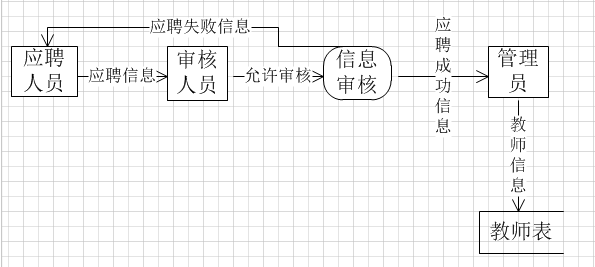 应聘失败信息
应聘
人员
应聘信息
审核
人员
允许审核
信息
审核
应
聘
成
功
信
息
管理
员
教
师
信
息
教师表